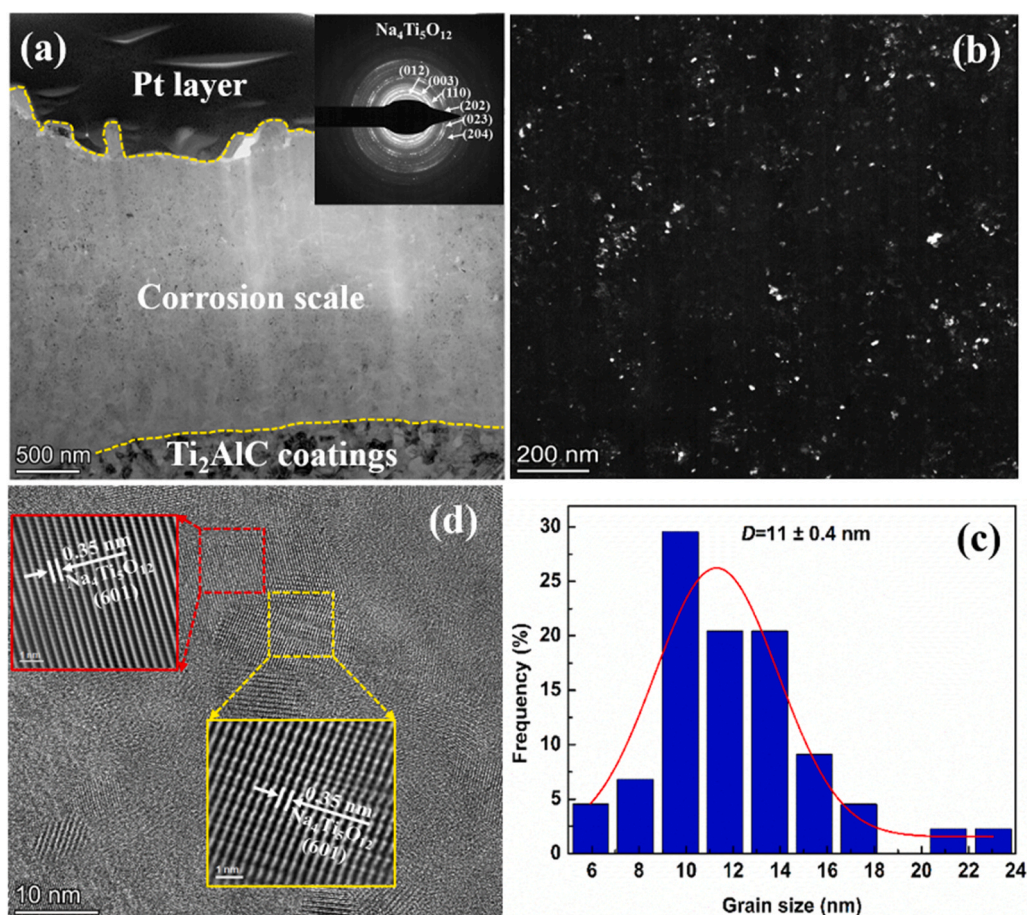 (a)
Pt layer
Na₄Ti₅O₁₂
(012)
(003)
(110)
(202)
(023)
(204)
Corrosion scale
500 nm
Ti₂AlC coatings
(b)
200 nm
(d)
0.35 nm
Na₄Ti₅O₁₂
(601)
1 nm
0.35 nm
Na₄Ti₅O₁₂
(601)
1 nm
10 nm
(c)
D=11 ± 0.4 nm
Frequency (%)
30
25
20
15
10
5
0
6 8 10 12 14 16 18 20 22 24
Grain size (nm)